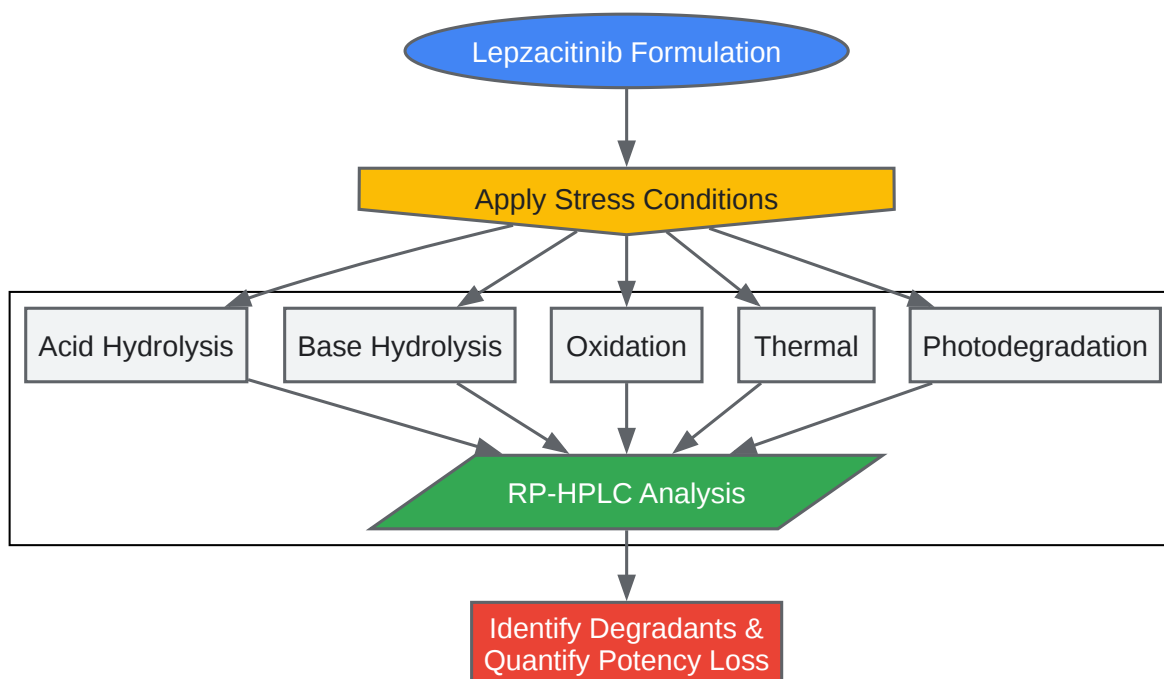 Lepzacitinib Formulation
Apply Stress Conditions
Acid Hydrolysis
Base Hydrolysis
Oxidation
Thermal
Photodegradation
RP-HPLC Analysis
Identify Degradants &
Quantify Potency Loss